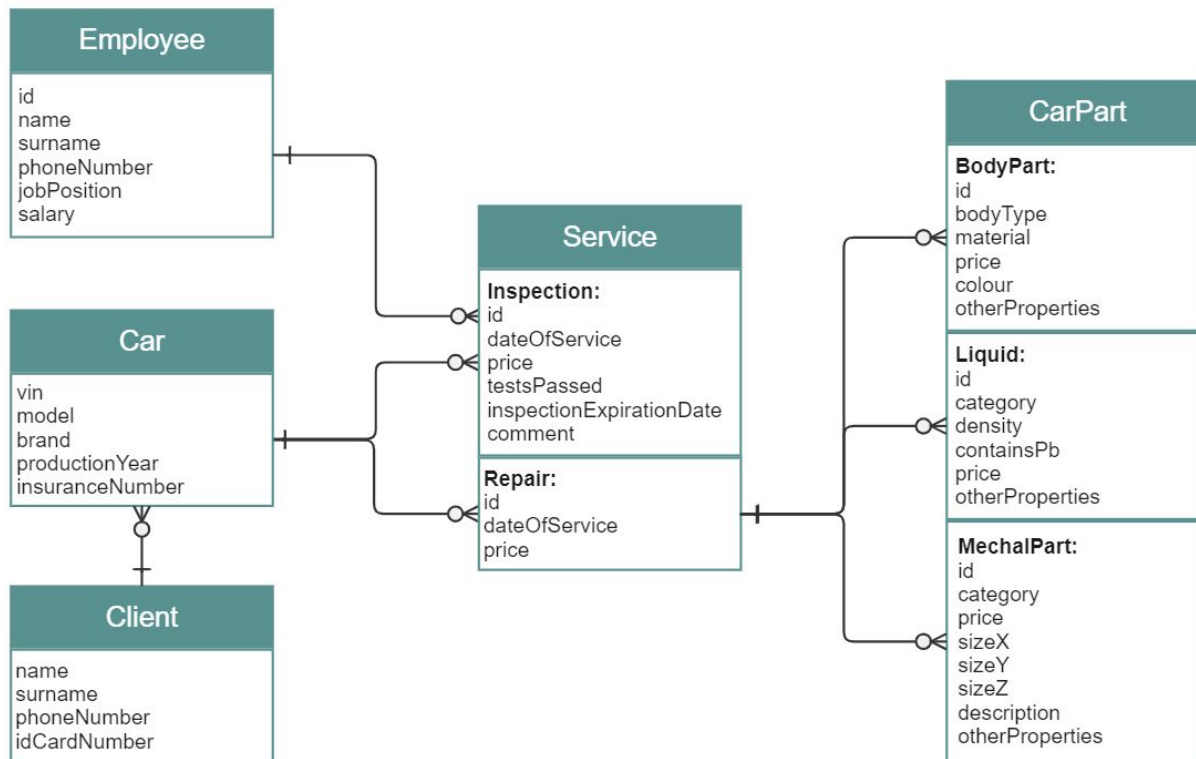 Employee
id
name
surname
phoneNumber
jobPosition
salary
Car
vin
model
brand
productionYear
insuranceNumber
Client
name
surname
phoneNumber
idCardNumber
Service
Inspection:
id
dateOfService
price
testsPassed
inspectionExpirationDate
comment
Repair:
id
dateOfService
price
CarPart
BodyPart:
id
bodyType
material
price
colour
otherProperties
Liquid:
id
category
density
containsPb
price
otherProperties
MechalPart:
id
category
price
sizeX
sizeY
sizeZ
description
otherProperties